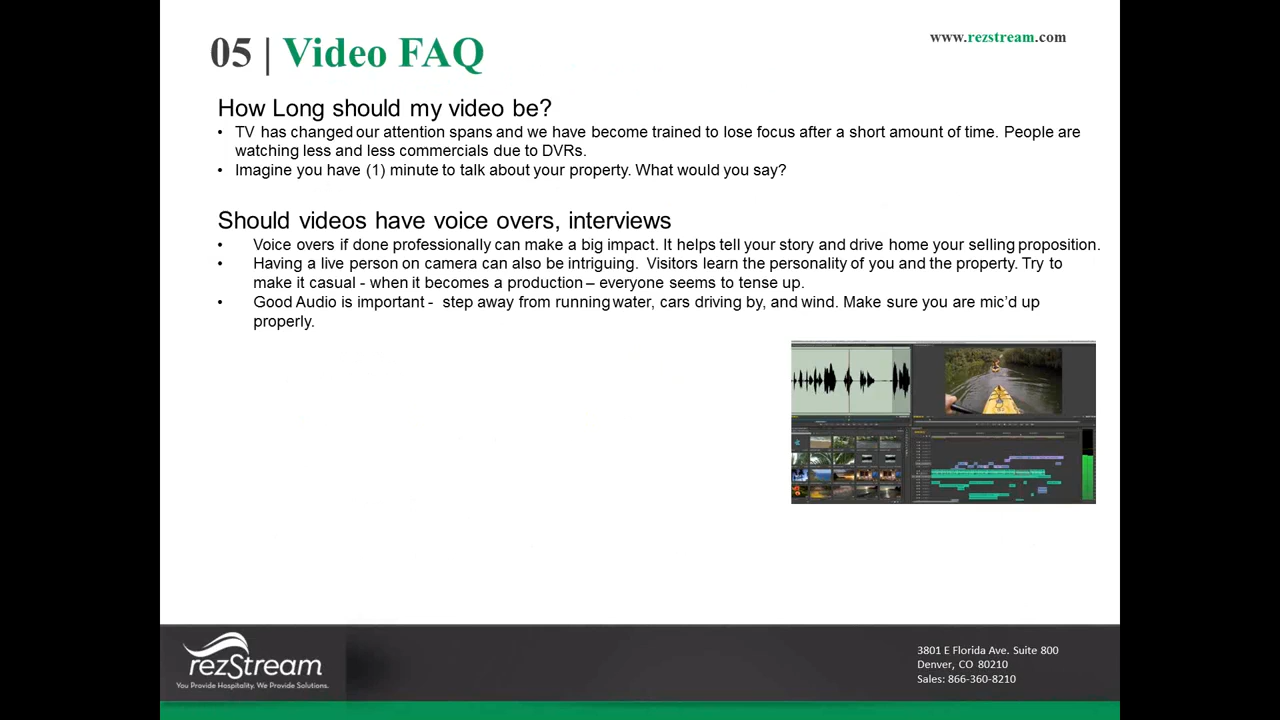 05 | Video FAQ
www.rezstream.com
How Long should my video be?
• TV has changed our attention spans and we have become trained to lose focus after a short amount of time. People are
watching less and less commercials due to DVRs.
• Imagine you have (1) minute to talk about your property. What would you say?
Should videos have voice overs, interviews
• Voice overs if done professionally can make a big impact. It helps tell your story and drive home your selling proposition.
• Having a live person on camera can also be intriguing. Visitors learn the personality of you and the property. Try to
make it casual - when it becomes a production – everyone seems to tense up.
• Good Audio is important - step away from running water, cars driving by, and wind. Make sure you are mic’d up
properly.
rezStream
You Provide Hospitality. We Provide Solutions.
3801 E Florida Ave. Suite 800
Denver, CO 80210
Sales: 866-360-8210